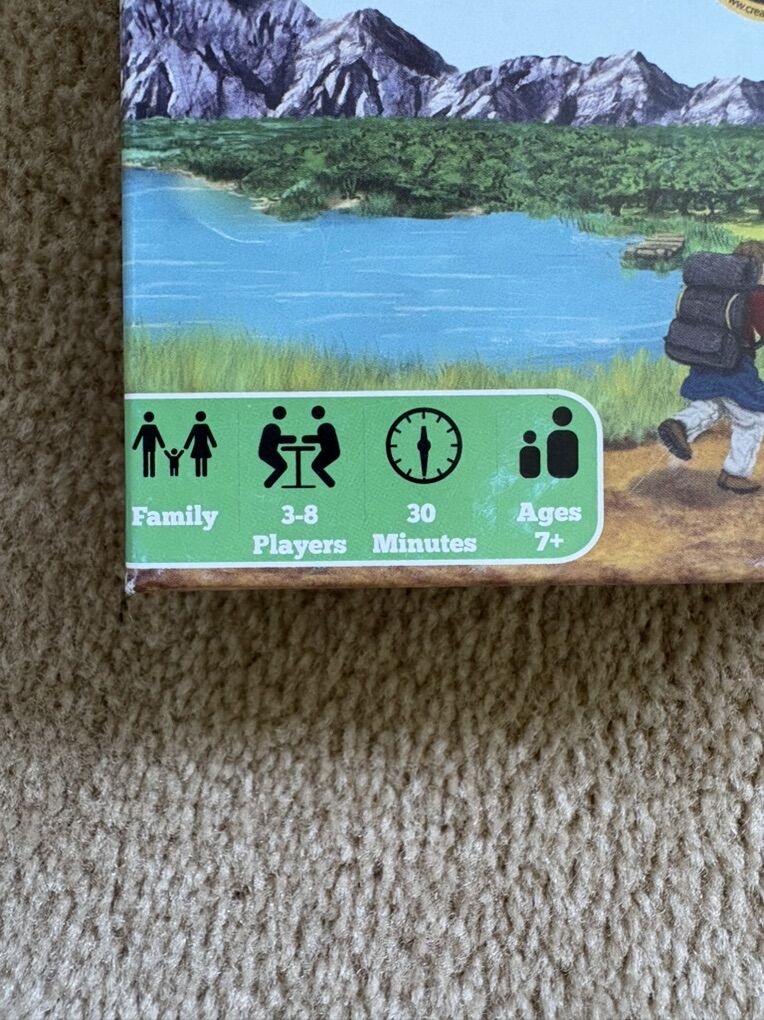 Family
3-8
Players
30
Minutes
Ages
7+